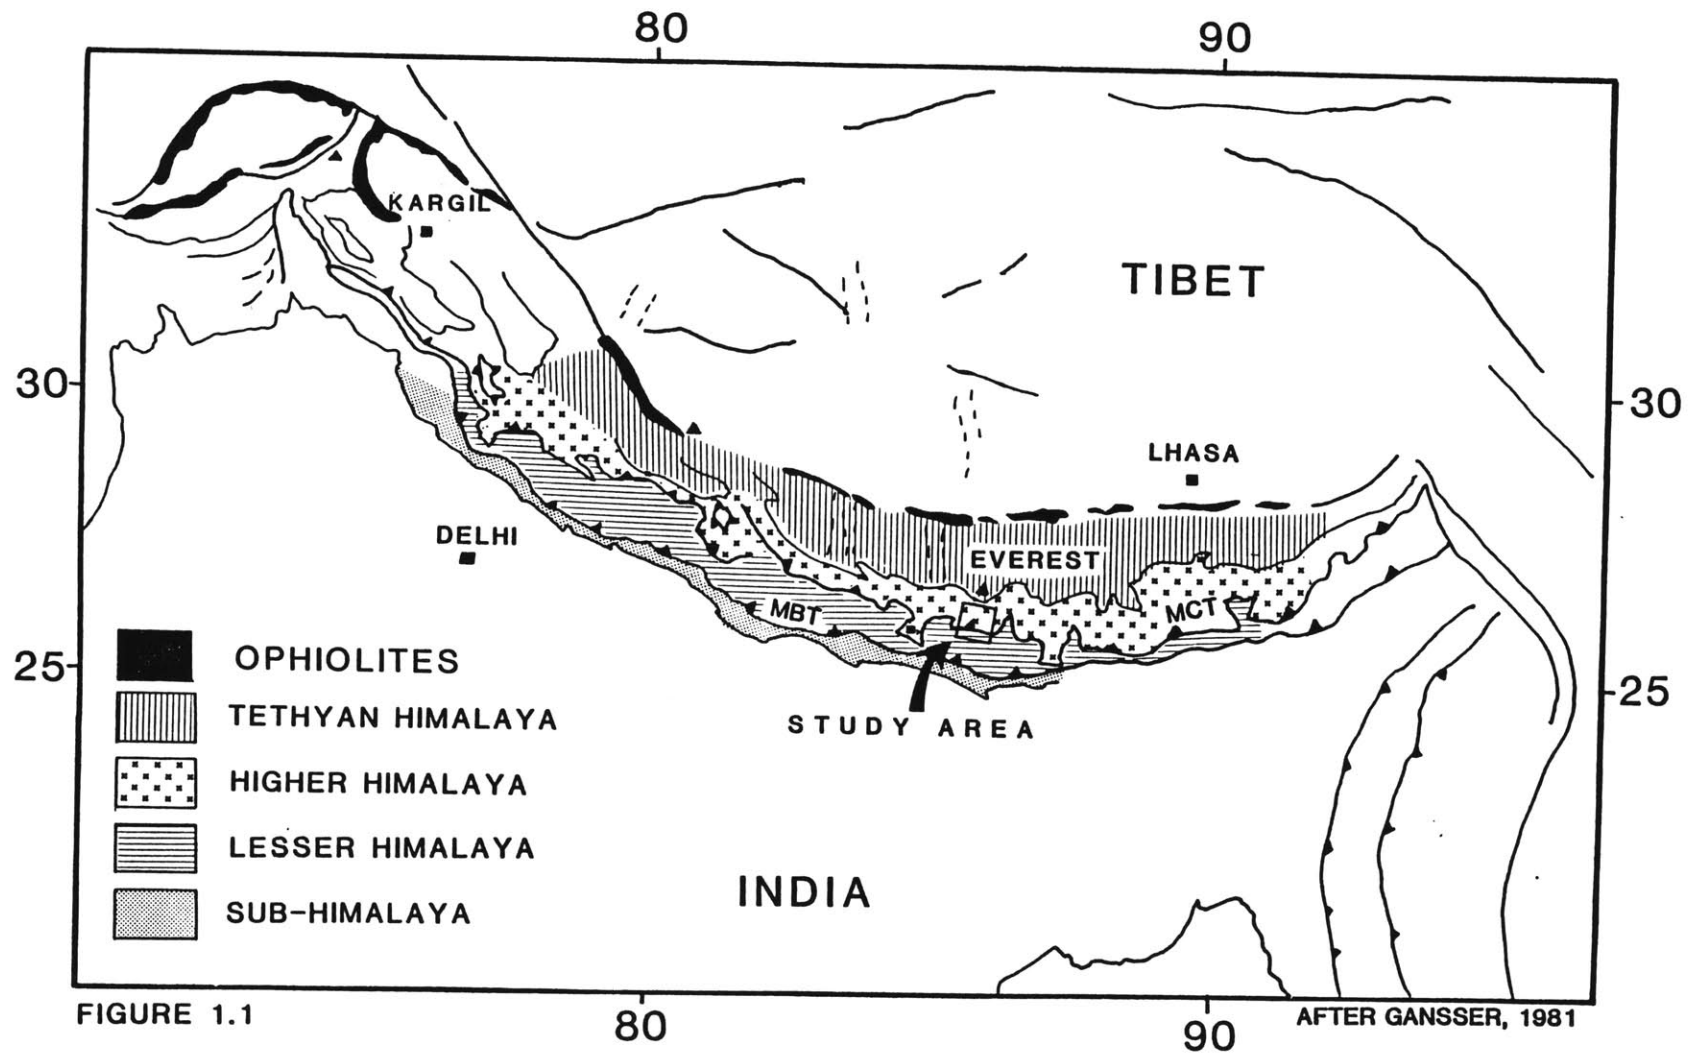 80
90
KARGIL
TIBET
30
30
LHASA
DELHI
EVEREST
MBT
MCT
25
25
STUDY AREA
OPHIOLITES
TETHYAN HIMALAYA
HIGHER HIMALAYA
LESSER HIMALAYA
SUB-HIMALAYA
INDIA
FIGURE 1.1
80
90
AFTER GANSSER, 1981